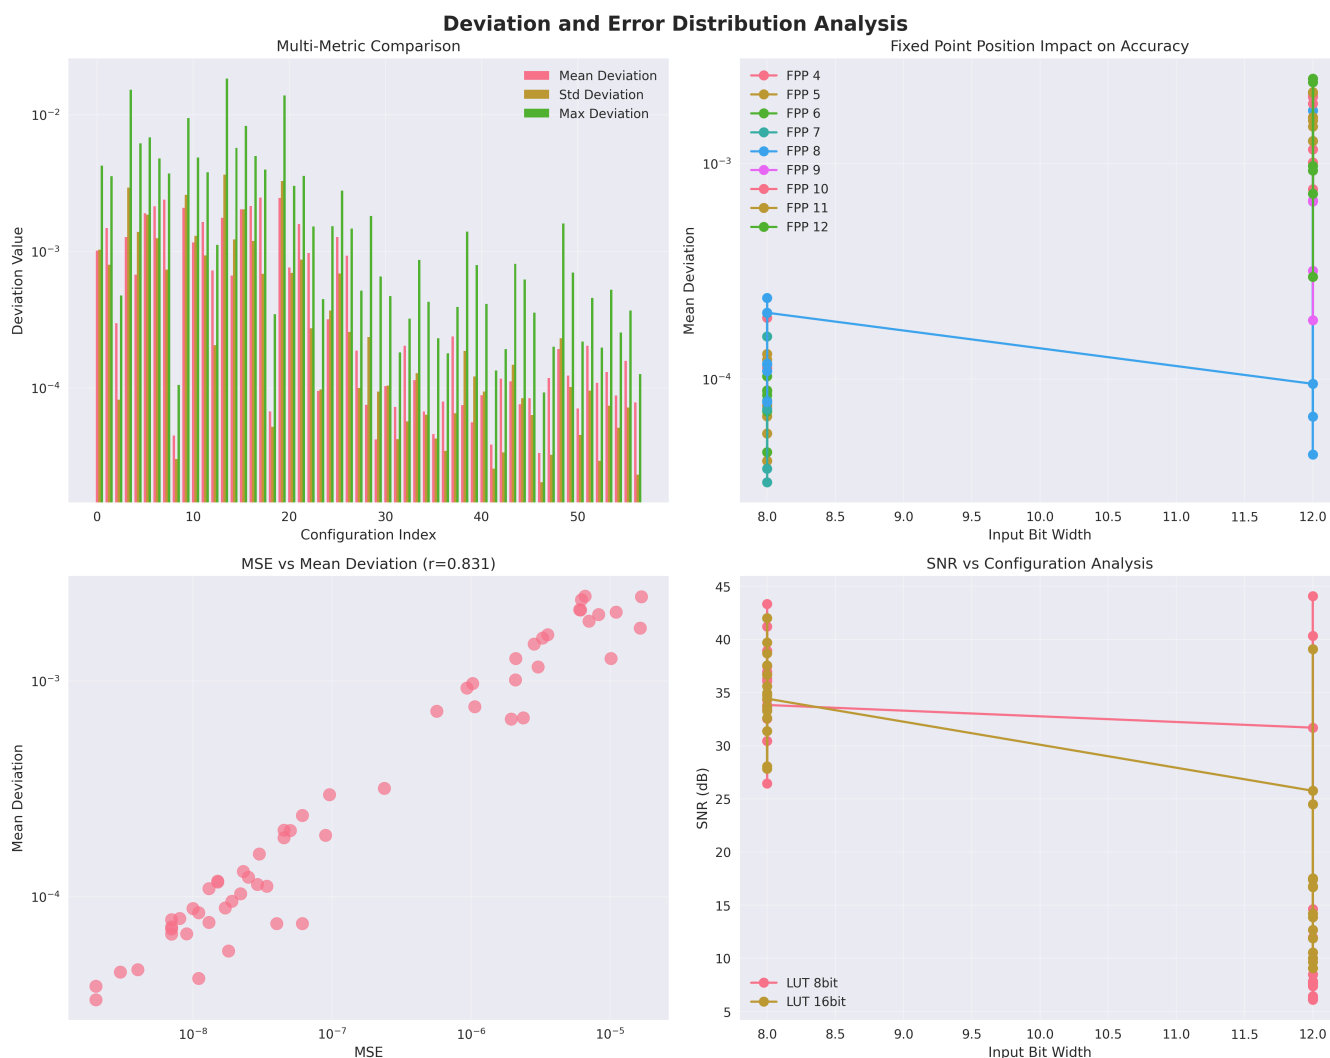 Deviation and Error Distribution Analysis
Multi-Metric Comparison
Mean Deviation
Std Deviation
Max Deviation
Deviation Value
10⁻²
10⁻³
10⁻⁴
0 10 20 30 40 50
Configuration Index
Fixed Point Position Impact on Accuracy
FPP 4
FPP 5
FPP 6
FPP 7
FPP 8
FPP 9
FPP 10
FPP 11
FPP 12
Mean Deviation
10⁻³
10⁻⁴
8.0 8.5 9.0 9.5 10.0 10.5 11.0 11.5 12.0
Input Bit Width
MSE vs Mean Deviation (r=0.831)
Mean Deviation
10⁻³
10⁻⁴
10⁻⁸ 10⁻⁷ 10⁻⁶ 10⁻⁵
MSE
SNR vs Configuration Analysis
SNR (dB)
45
40
35
30
25
20
15
10
5
LUT 8bit
LUT 16bit
8.0 8.5 9.0 9.5 10.0 10.5 11.0 11.5 12.0
Input Bit Width